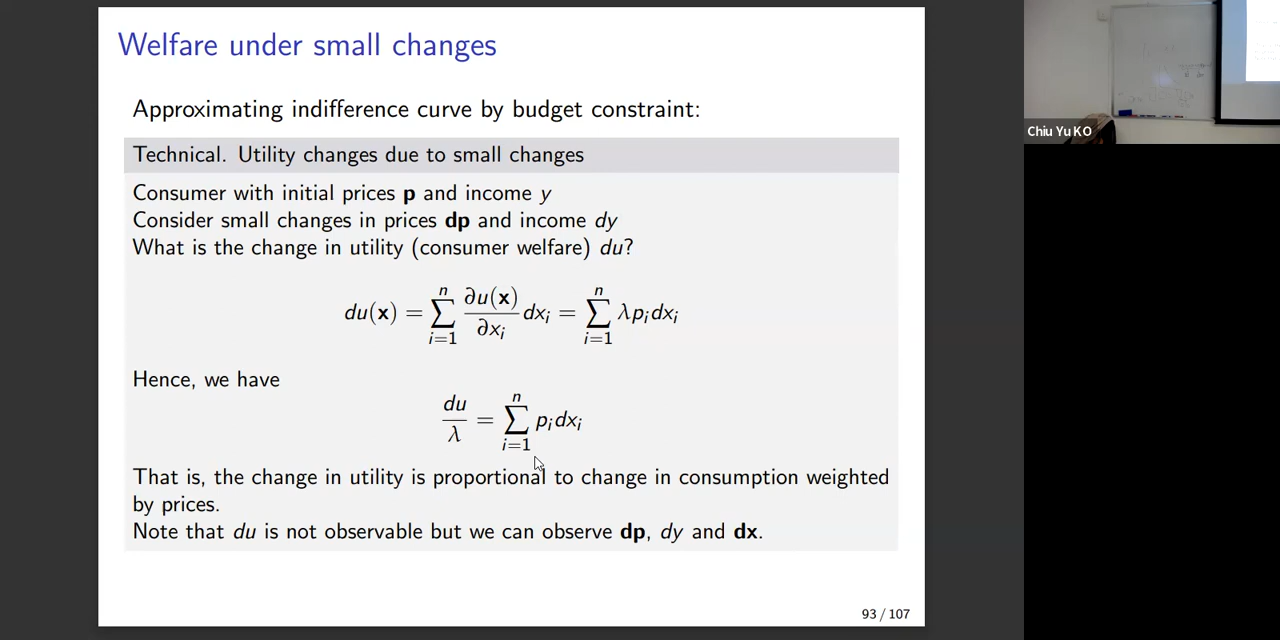 Welfare under small changes
Approximating indifference curve by budget constraint:
Technical. Utility changes due to small changes
Consumer with initial prices p and income y
Consider small changes in prices dp and income dy
What is the change in utility (consumer welfare) du?
du(x) = ∑_{i=1}^{n} ∂u(x)/∂x_i dx_i = ∑_{i=1}^{n} λp_i dx_i
Hence, we have
du/λ = ∑_{i=1}^{n} p_i dx_i
That is, the change in utility is proportional to change in consumption weighted
by prices.
Note that du is not observable but we can observe dp, dy and dx.
93 / 107
Chiu Yu KO